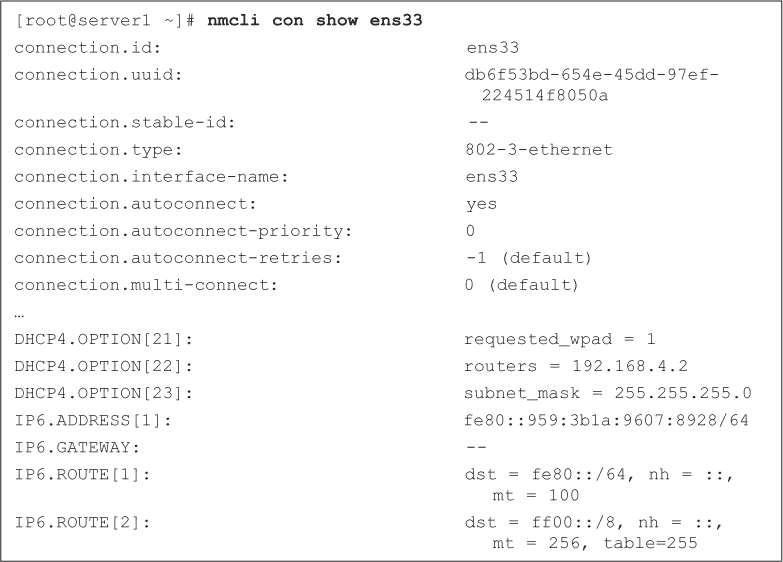 [root@server1 ~]# nmcli con show ens33
connection.id: ens33
connection.uuid: db6f53bd-654e-45dd-97ef-
224514f8050a
connection.stable-id: --
connection.type: 802-3-ethernet
connection.interface-name: ens33
connection.autoconnect: yes
connection.autoconnect-priority: 0
connection.autoconnect-retries: -1 (default)
connection.multi-connect: 0 (default)
…
DHCP4.OPTION[21]: requested_wpad = 1
DHCP4.OPTION[22]: routers = 192.168.4.2
DHCP4.OPTION[23]: subnet_mask = 255.255.255.0
IP6.ADDRESS[1]: fe80::959:3b1a:9607:8928/64
IP6.GATEWAY: --
IP6.ROUTE[1]: dst = fe80::/64, nh = ::,
mt = 100
IP6.ROUTE[2]: dst = ff00::/8, nh = ::,
mt = 256, table=255